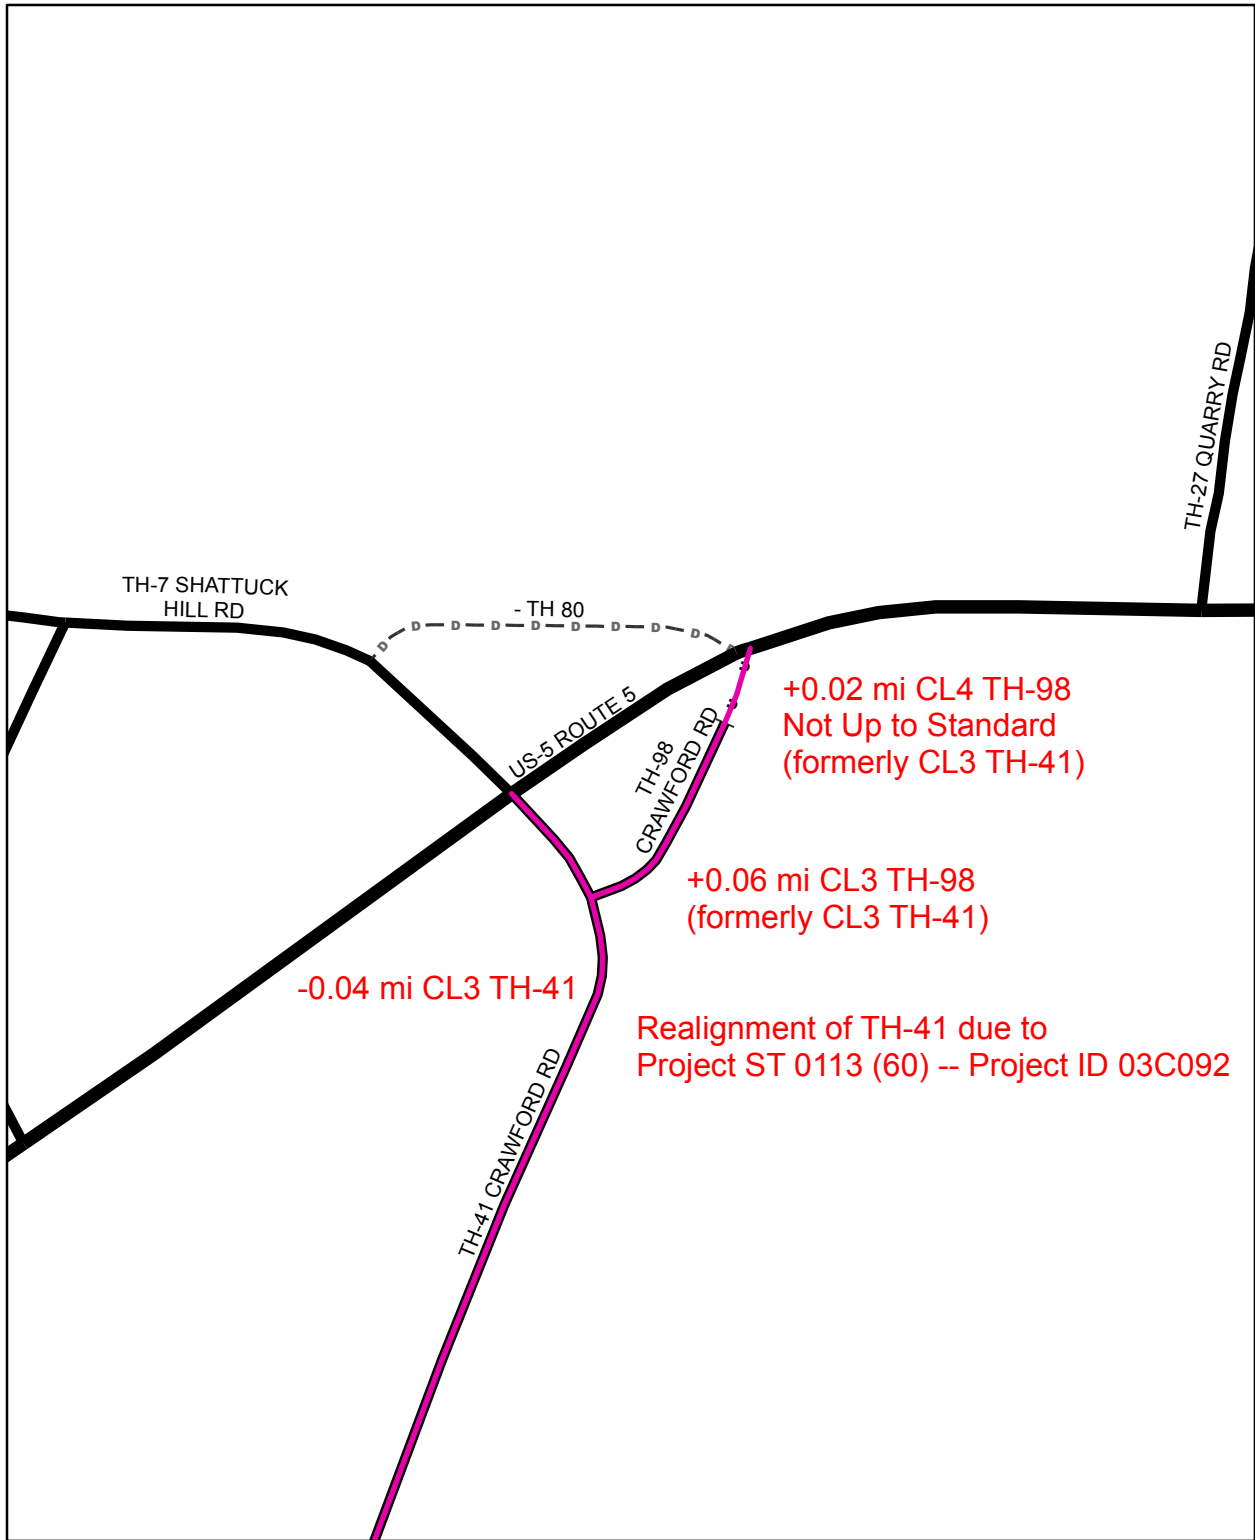 TH-27 QUARRY RD
TH-7 SHATTUCK
HILL RD
- TH 80
D D D D D D D D D
US-5 ROUTE 5
TH-98
CRAWFORD RD
+0.02 mi CL4 TH-98
Not Up to Standard
(formerly CL3 TH-41)
+0.06 mi CL3 TH-98
(formerly CL3 TH-41)
-0.04 mi CL3 TH-41
Realignment of TH-41 due to
Project ST 0113 (60) -- Project ID 03C092
TH-41 CRAWFORD RD